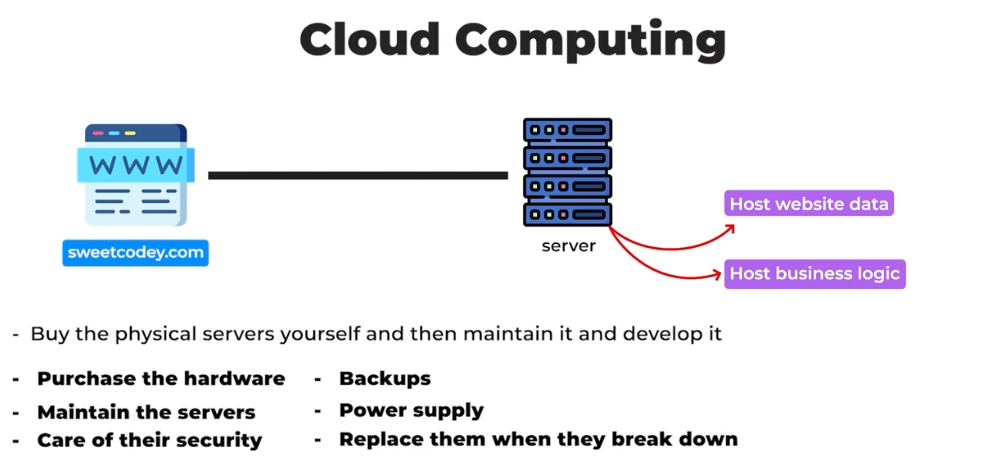 Cloud Computing
WWW
sweetcodey.com
server
Host website data
Host business logic
- Buy the physical servers yourself and then maintain it and develop it
- Purchase the hardware
- Maintain the servers
- Care of their security
- Backups
- Power supply
- Replace them when they break down